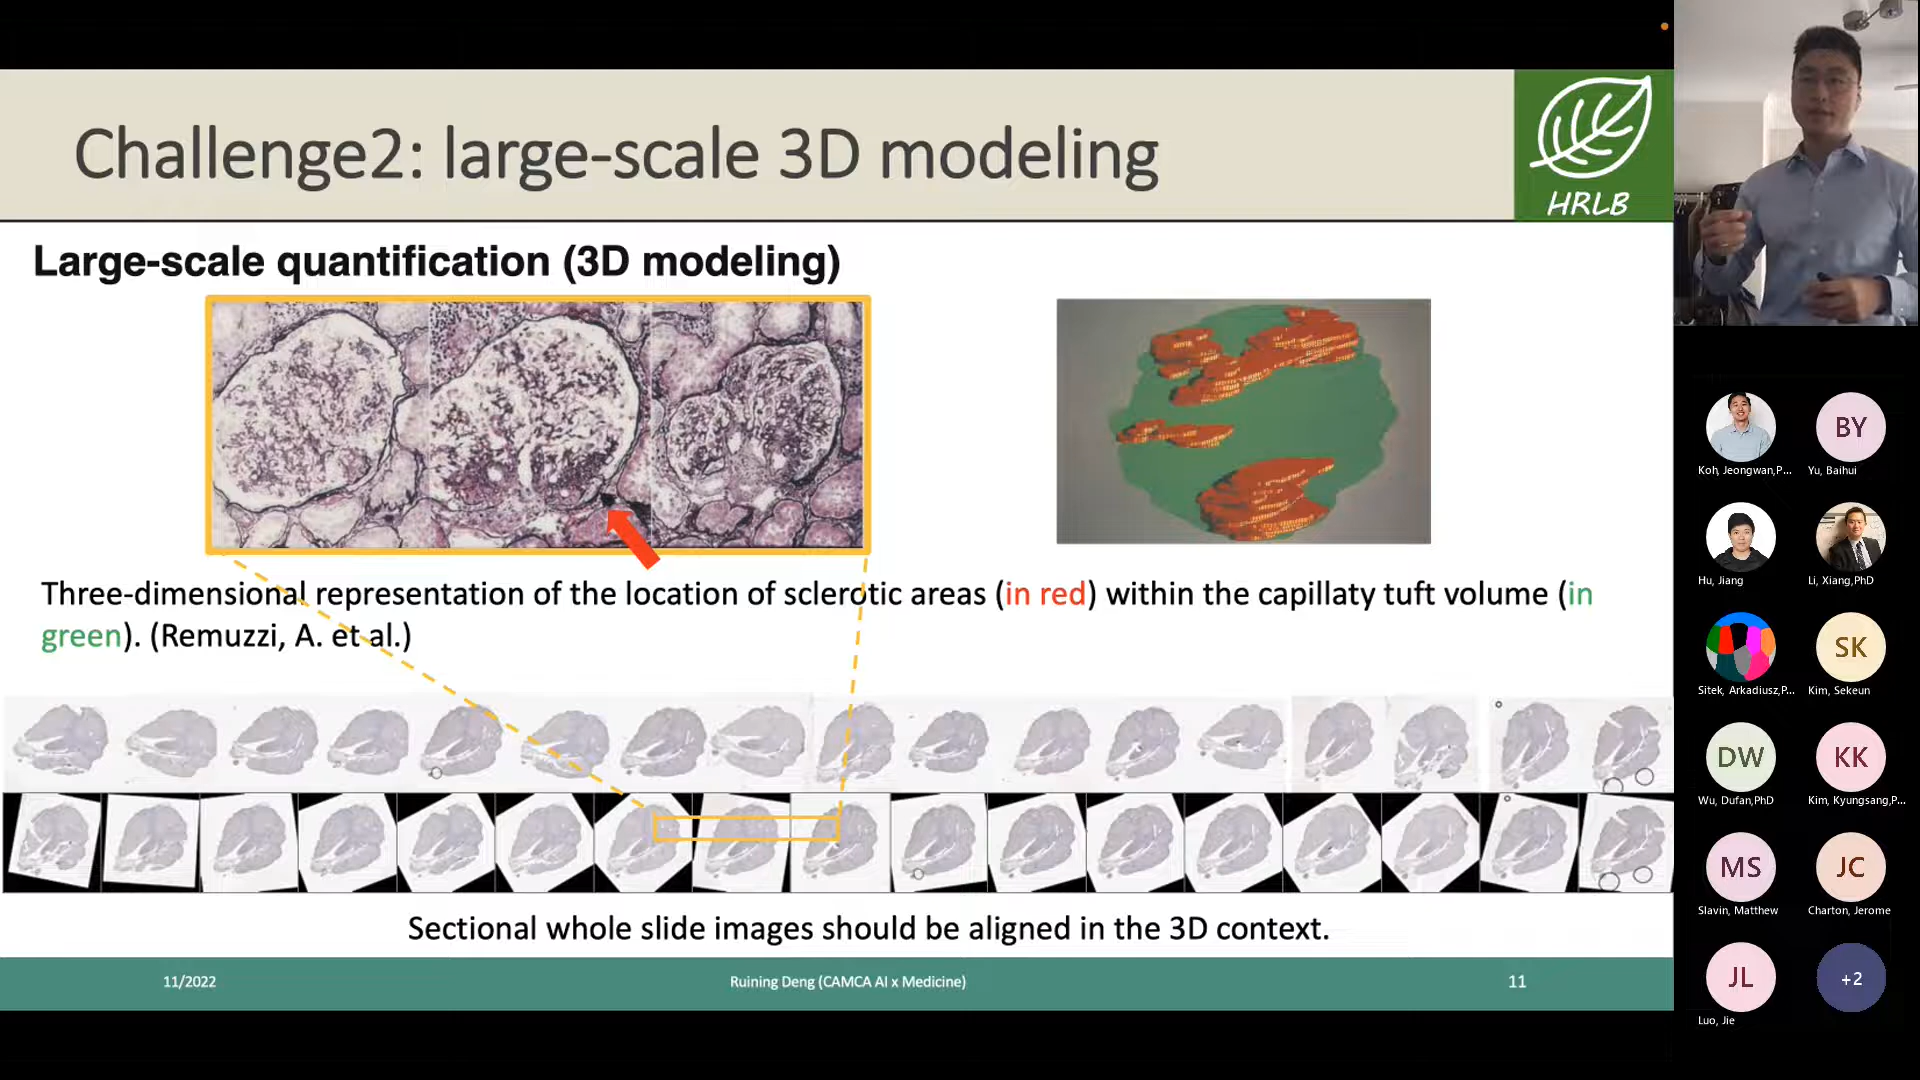 Challenge2: large-scale 3D modeling
HRLB
Large-scale quantification (3D modeling)
Three-dimensional representation of the location of sclerotic areas (in red) within the capillaty tuft volume (in
green). (Remuzzi, A. et al.)
Sectional whole slide images should be aligned in the 3D context.
11/2022
Ruining Deng (CAMCA AI x Medicine)
11
Koh, Jeongwan,P...
BY
Yu, Baihui
Hu, Jiang
Li, Xiang,PhD
Sitek, Arkadiusz,P...
SK
Kim, Sekeun
DW
Wu, Dufan,PhD
KK
Kim, Kyungsang,P...
MS
Slavin, Matthew
JC
Charton, Jerome
JL
Luo, Jie
+2